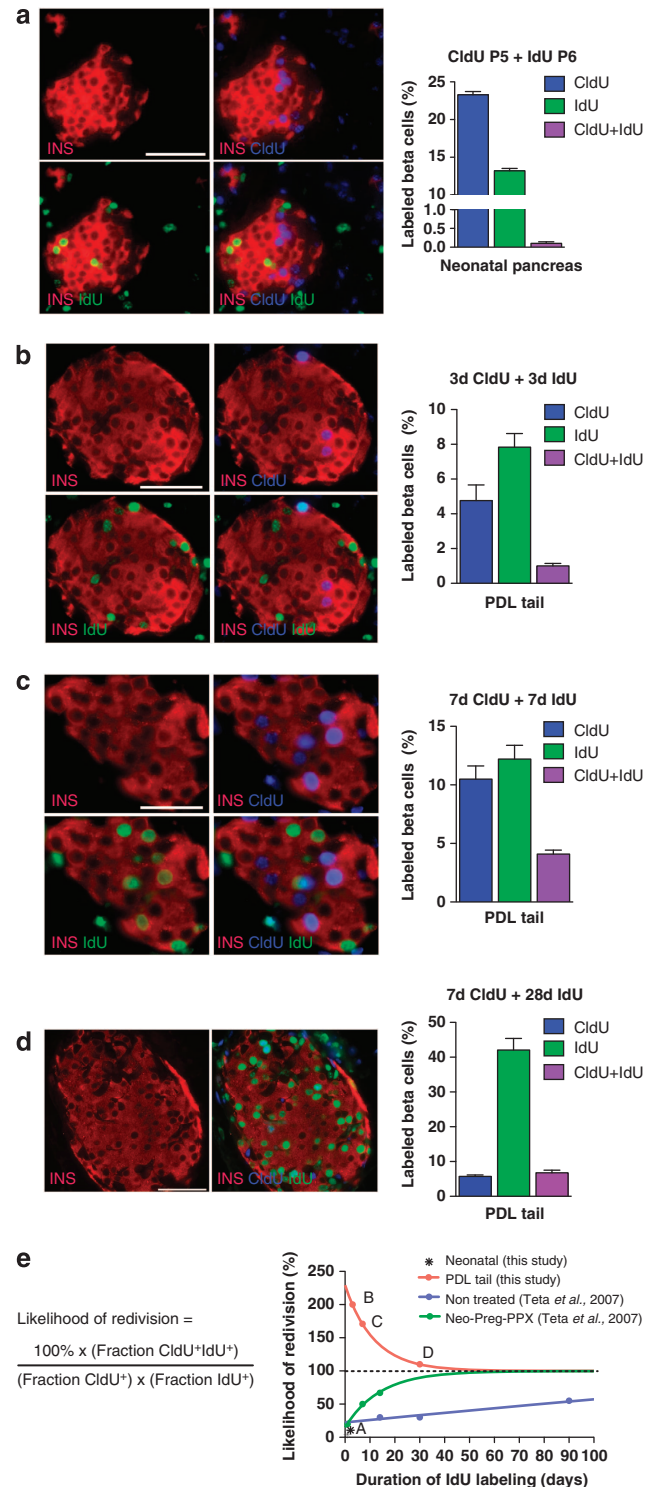 a
INS
INS CldU
INS IdU
INS CldU IdU
CldU P5 + IdU P6
Labeled beta cells (%)
25
20
15
10
1.0
0.5
0.0
CldU
IdU
CldU+IdU
Neonatal pancreas
b
INS
INS CldU
INS IdU
INS CldU IdU
3d CldU + 3d IdU
Labeled beta cells (%)
10
8
6
4
2
0
CldU
IdU
CldU+IdU
PDL tail
c
INS
INS CldU
INS IdU
INS CldU IdU
7d CldU + 7d IdU
Labeled beta cells (%)
15
10
5
0
CldU
IdU
CldU+IdU
PDL tail
d
INS
INS CldU IdU
7d CldU + 28d IdU
Labeled beta cells (%)
50
40
30
20
10
0
CldU
IdU
CldU+IdU
PDL tail
e
Likelihood of redivision =
100% x (Fraction CldU+IdU+)
(Fraction CldU+) x (Fraction IdU+)
Likelihood of redivision (%)
250
200
150
100
50
0
B
C
D
A
* Neonatal (this study)
PDL tail (this study)
Non treated (Teta et al., 2007)
Neo-Preg-PPX (Teta et al., 2007)
0 10 20 30 40 50 60 70 80 90 100
Duration of IdU labeling (days)